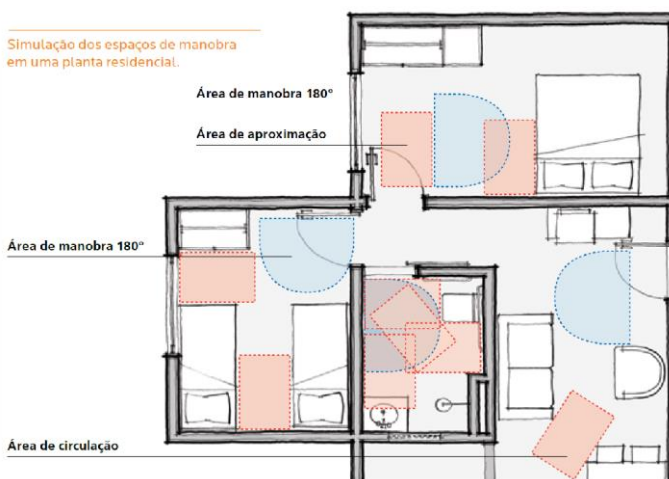 Simulação dos espaços de manobra
em uma planta residencial.
Área de manobra 180°
Área de aproximação
Área de manobra 180°
Área de circulação